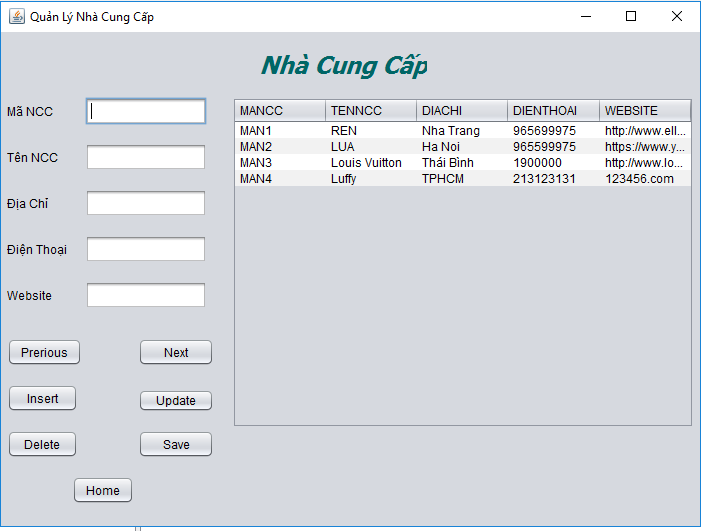 Quản Lý Nhà Cung Cấp
Nhà Cung Cấp
Mã NCC
Tên NCC
Địa Chỉ
Điện Thoại
Website
Prerious Next
Insert Update
Delete Save
Home
MANCC TENNCC DIACHI DIENTHOAI WEBSITE
MAN1 REN Nha Trang 965699975 http://www.ell...
MAN2 LUA Ha Noi 965599975 https://www.y...
MAN3 Louis Vuitton Thái Bình 1900000 http://www.lo...
MAN4 Luffy TPHCM 213123131 123456.com